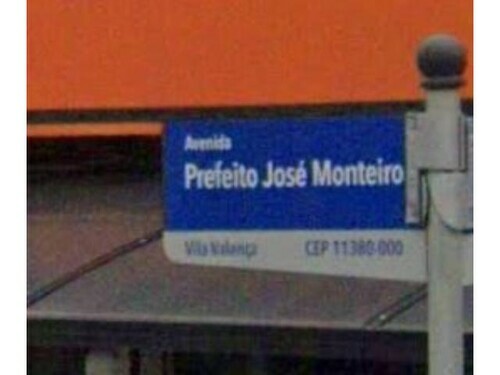 Avenida
Prefeito José Monteiro
Vila Valença CEP 11380-000